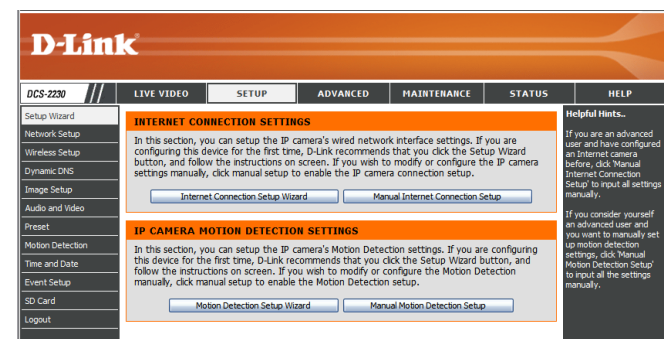 D-Link
DCS-2230
LIVE VIDEO
SETUP
ADVANCED
MAINTENANCE
STATUS
HELP
Setup Wizard
Network Setup
Wireless Setup
Dynamic DNS
Image Setup
Audio and Video
Preset
Motion Detection
Time and Date
Event Setup
SD Card
Logout
INTERNET CONNECTION SETTINGS
In this section, you can setup the IP camera's wired network interface settings. If you are
configuring this device for the first time, D-Link recommends that you click the Setup Wizard
button, and follow the instructions on screen. If you wish to modify or configure the IP camera
settings manually, click manual setup to enable the IP camera connection setup.
Internet Connection Setup Wizard
Manual Internet Connection Setup
IP CAMERA MOTION DETECTION SETTINGS
In this section, you can setup the IP camera's Motion Detection settings. If you are configuring
this device for the first time, D-Link recommends that you click the Setup Wizard button, and
follow the instructions on screen. If you wish to modify or configure the Motion Detection
manually, click manual setup to enable the Motion Detection setup.
Motion Detection Setup Wizard
Manual Motion Detection Setup
Helpful Hints..
If you are an advanced
user and have configured
an Internet camera
before, click 'Manual
Internet Connection
Setup' to input all settings
manually.
If you consider yourself
an advanced user and
you want to manually set
up motion detection
settings, click 'Manual
Motion Detection Setup'
to input all the settings
manually.